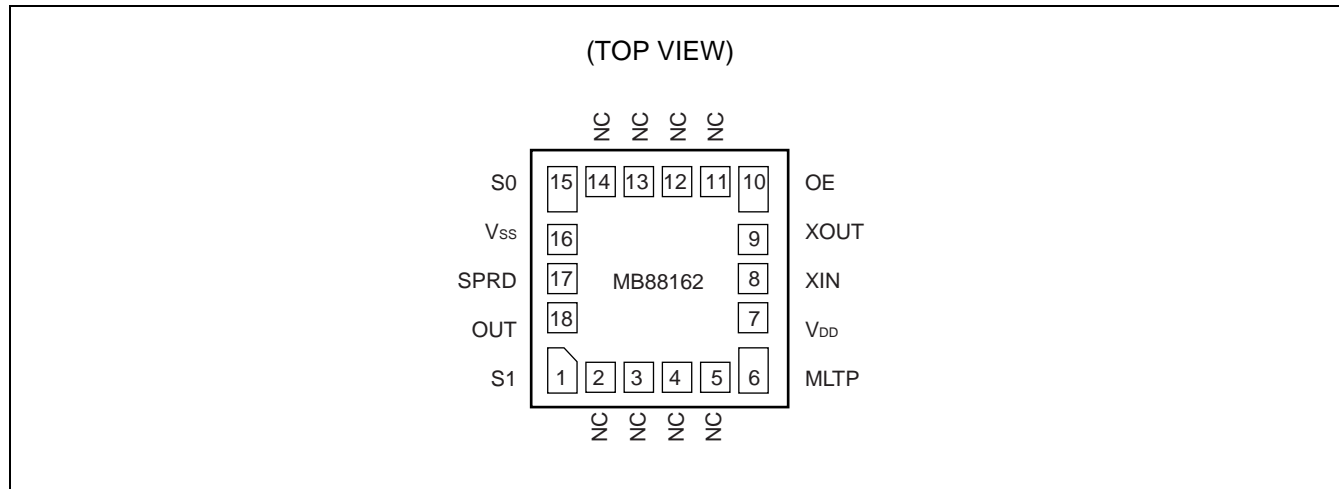 (TOP VIEW)
NC NC NC NC
S0 15 14 13 12 11 10 OE
VSS 16 9 XOUT
SPRD 17 MB88162 8 XIN
OUT 18 7 VDD
S1 1 2 3 4 5 6 MLTP
NC NC NC NC